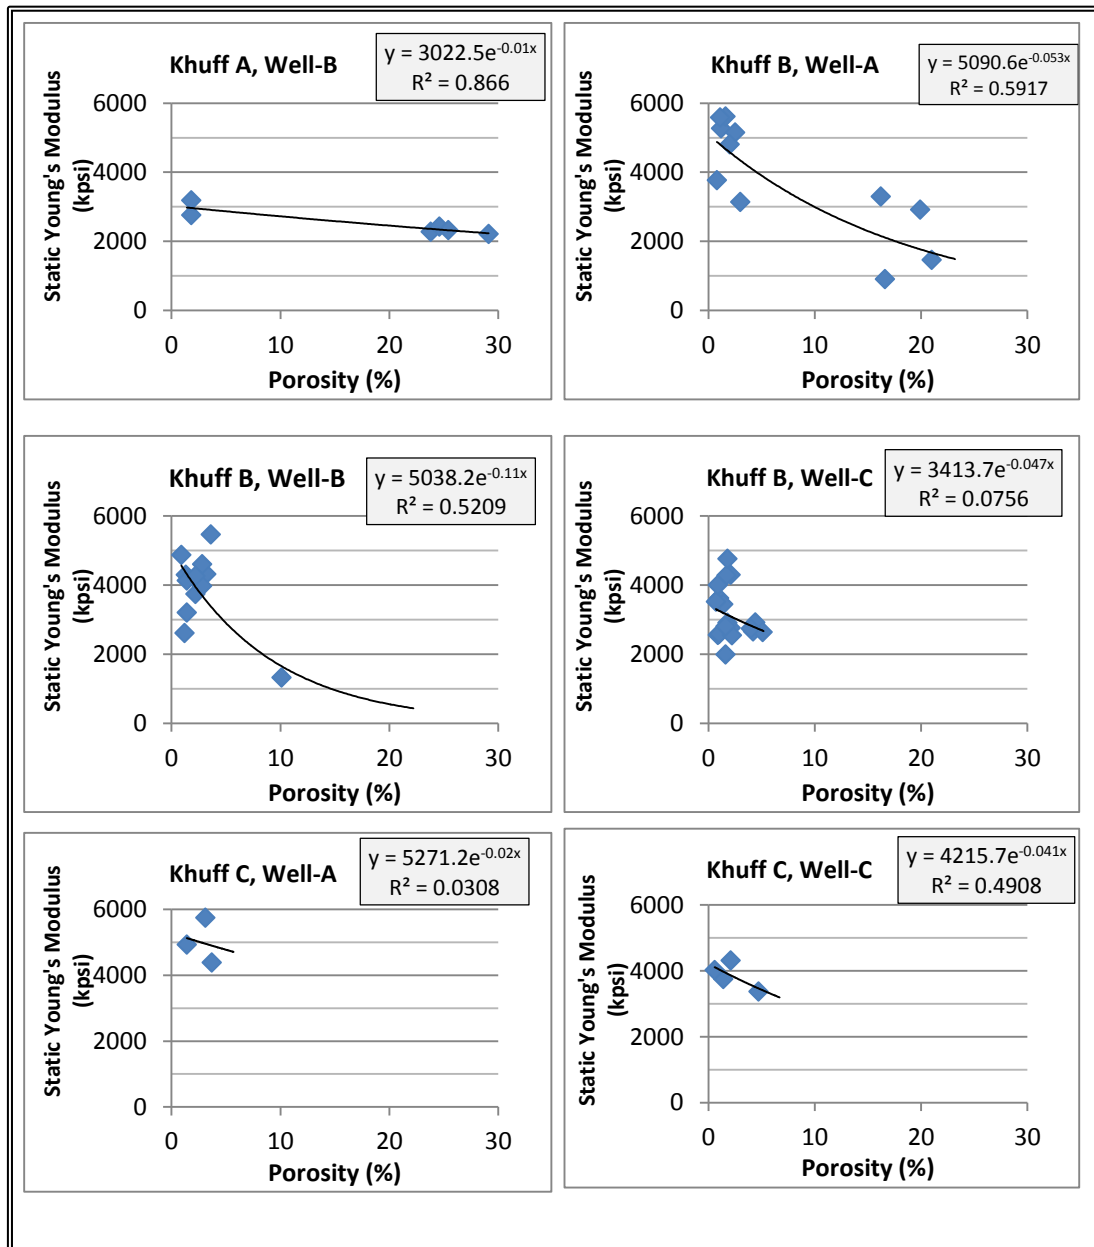 Khuff A, Well-B
y = 3022.5e^-0.01x
R² = 0.866
Static Young's Modulus
(kpsi)
6000
4000
2000
0
0 10 20 30
Porosity (%)
Khuff B, Well-A
y = 5090.6e^-0.053x
R² = 0.5917
Static Young's Modulus
(kpsi)
6000
4000
2000
0
0 10 20 30
Porosity (%)
Khuff B, Well-B
y = 5038.2e^-0.11x
R² = 0.5209
Static Young's Modulus
(kpsi)
6000
4000
2000
0
0 10 20 30
Porosity (%)
Khuff B, Well-C
y = 3413.7e^-0.047x
R² = 0.0756
Static Young's Modulus
(kpsi)
6000
4000
2000
0
0 10 20 30
Porosity (%)
Khuff C, Well-A
y = 5271.2e^-0.02x
R² = 0.0308
Static Young's Modulus
(kpsi)
6000
4000
2000
0
0 10 20 30
Porosity (%)
Khuff C, Well-C
y = 4215.7e^-0.041x
R² = 0.4908
Static Young's Modulus
(kpsi)
6000
4000
2000
0
0 10 20 30
Porosity (%)